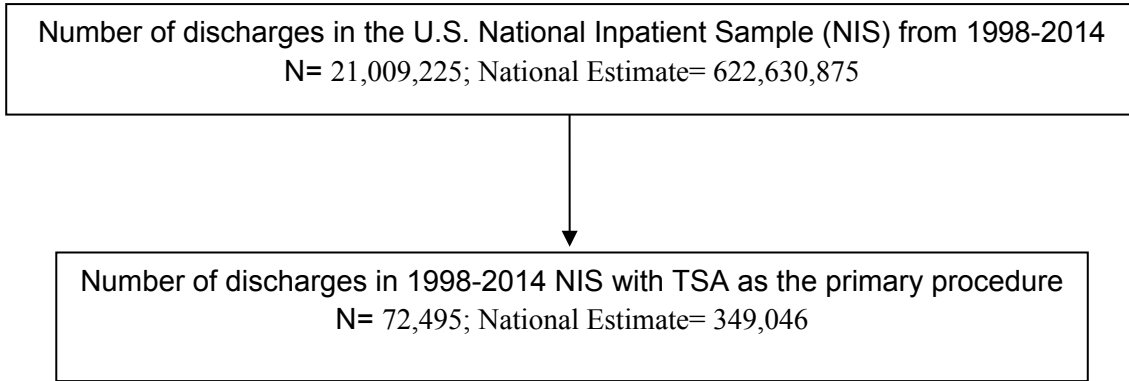 Number of discharges in the U.S. National Inpatient Sample (NIS) from 1998-2014
N= 21,009,225; National Estimate= 622,630,875
Number of discharges in 1998-2014 NIS with TSA as the primary procedure
N= 72,495; National Estimate= 349,046